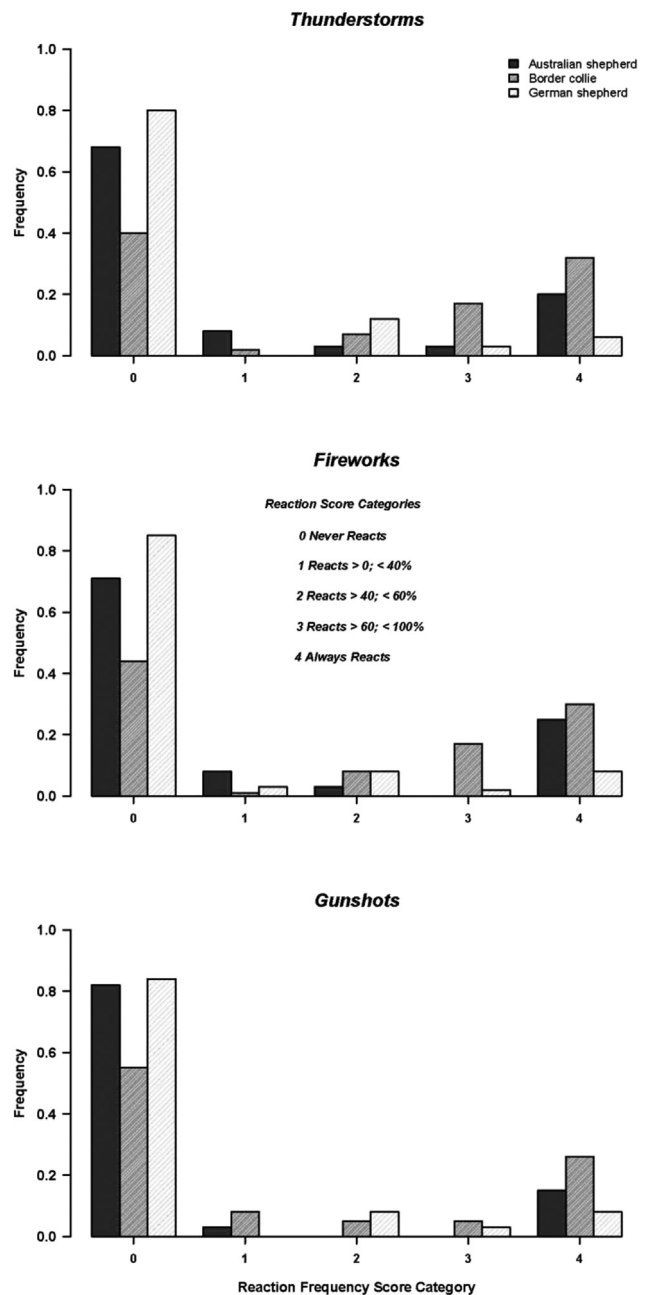 Thunderstorms
Australian shepherd
Border collie
German shepherd
1.0
0.8
0.6
0.4
0.2
0.0
Frequency
0 1 2 3 4
Fireworks
Reaction Score Categories
0 Never Reacts
1 Reacts > 0; < 40%
2 Reacts > 40; < 60%
3 Reacts > 60; < 100%
4 Always Reacts
1.0
0.8
0.6
0.4
0.2
0.0
Frequency
0 1 2 3 4
Gunshots
1.0
0.8
0.6
0.4
0.2
0.0
Frequency
0 1 2 3 4
Reaction Frequency Score Category